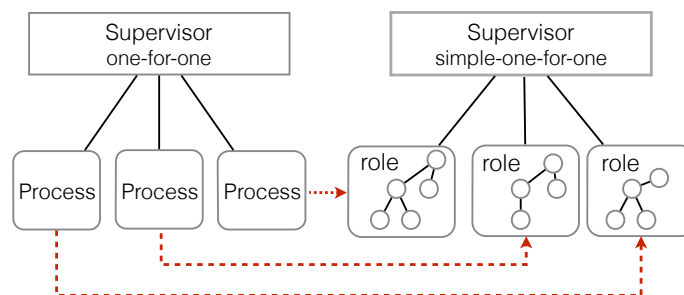 Supervisor
one-for-one
Supervisor
simple-one-for-one
Process
Process
Process
role
role
role